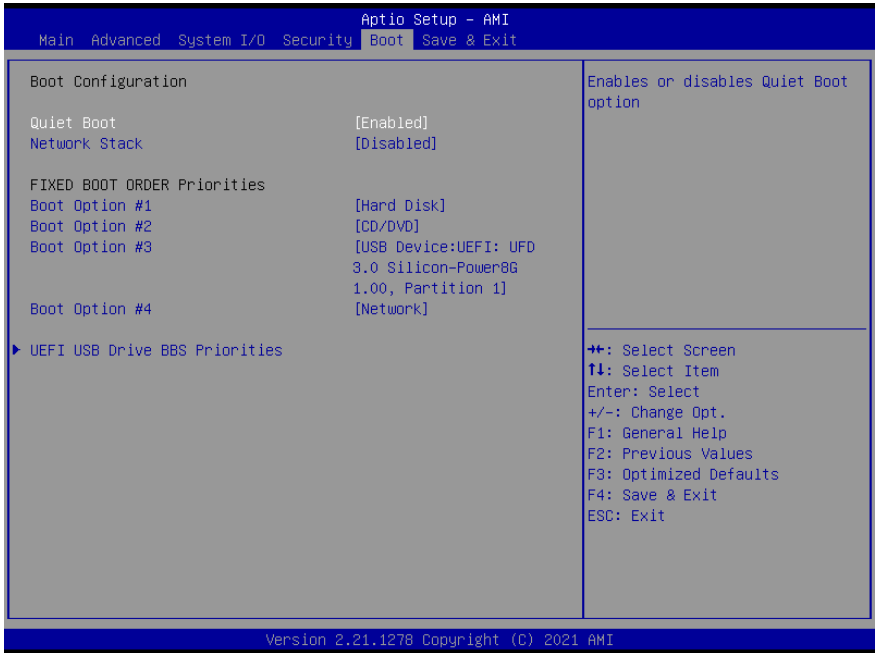 Aptio Setup – AMI
Main Advanced System I/O Security Boot Save & Exit
Boot Configuration
Quiet Boot [Enabled]
Network Stack [Disabled]
FIXED BOOT ORDER Priorities
Boot Option #1 [Hard Disk]
Boot Option #2 [CD/DVD]
Boot Option #3 [USB Device:UEFI: UFD
3.0 Silicon-Power8G
1.00, Partition 1]
Boot Option #4 [Network]
UEFI USB Drive BBS Priorities
Enables or disables Quiet Boot
option
→←: Select Screen
↑↓: Select Item
Enter: Select
+/-: Change Opt.
F1: General Help
F2: Previous Values
F3: Optimized Defaults
F4: Save & Exit
ESC: Exit
Version 2.21.1278 Copyright (C) 2021 AMI